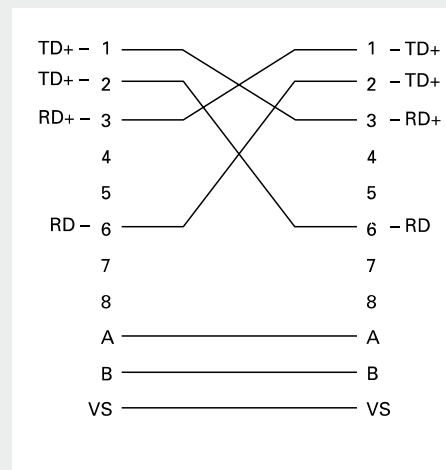 TD+ – 1 1 – TD+
TD+ – 2 2 – TD+
RD+ – 3 3 – RD+
4 4
5 5
RD – 6 6 – RD
7 7
8 8
A A
B B
VS VS